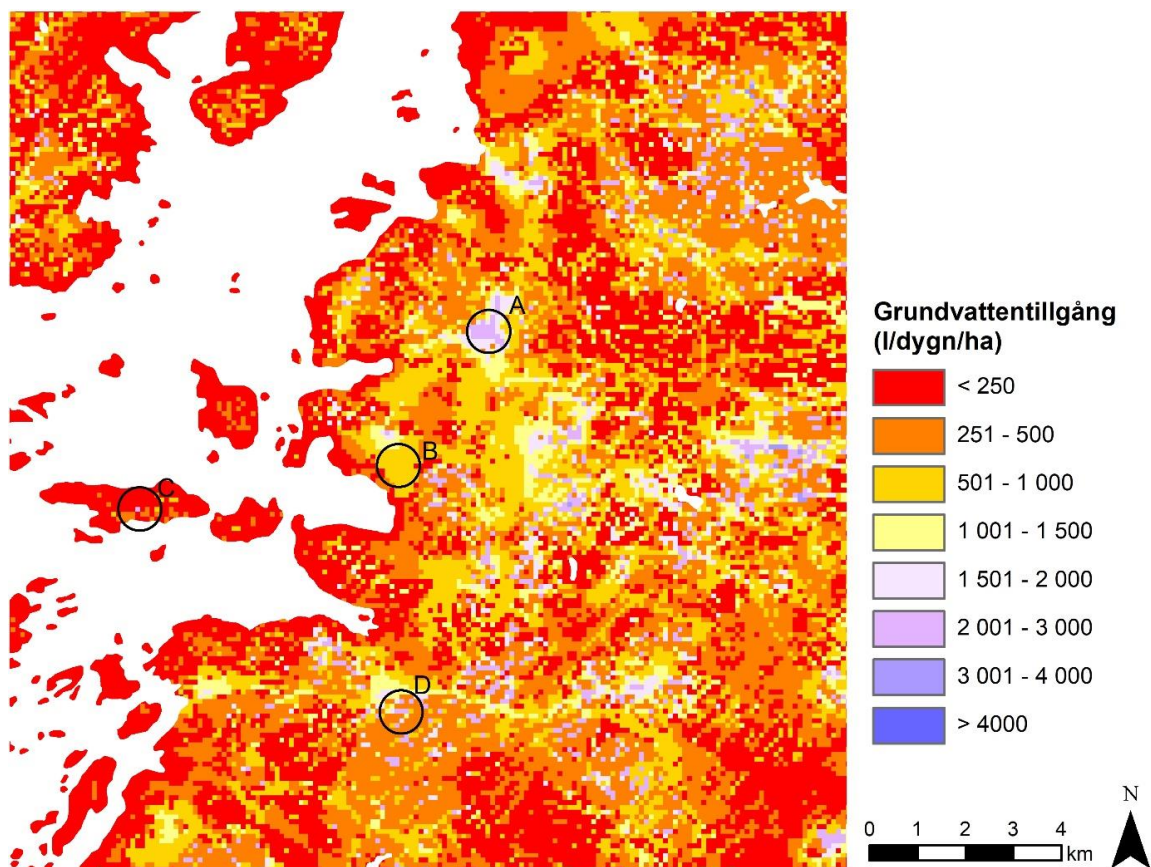 A
B
C
D
Grundvattentillgång
(l/dygn/ha)
< 250
251 - 500
501 - 1 000
1 001 - 1 500
1 501 - 2 000
2 001 - 3 000
3 001 - 4 000
> 4000
N
0 1 2 3 4
km